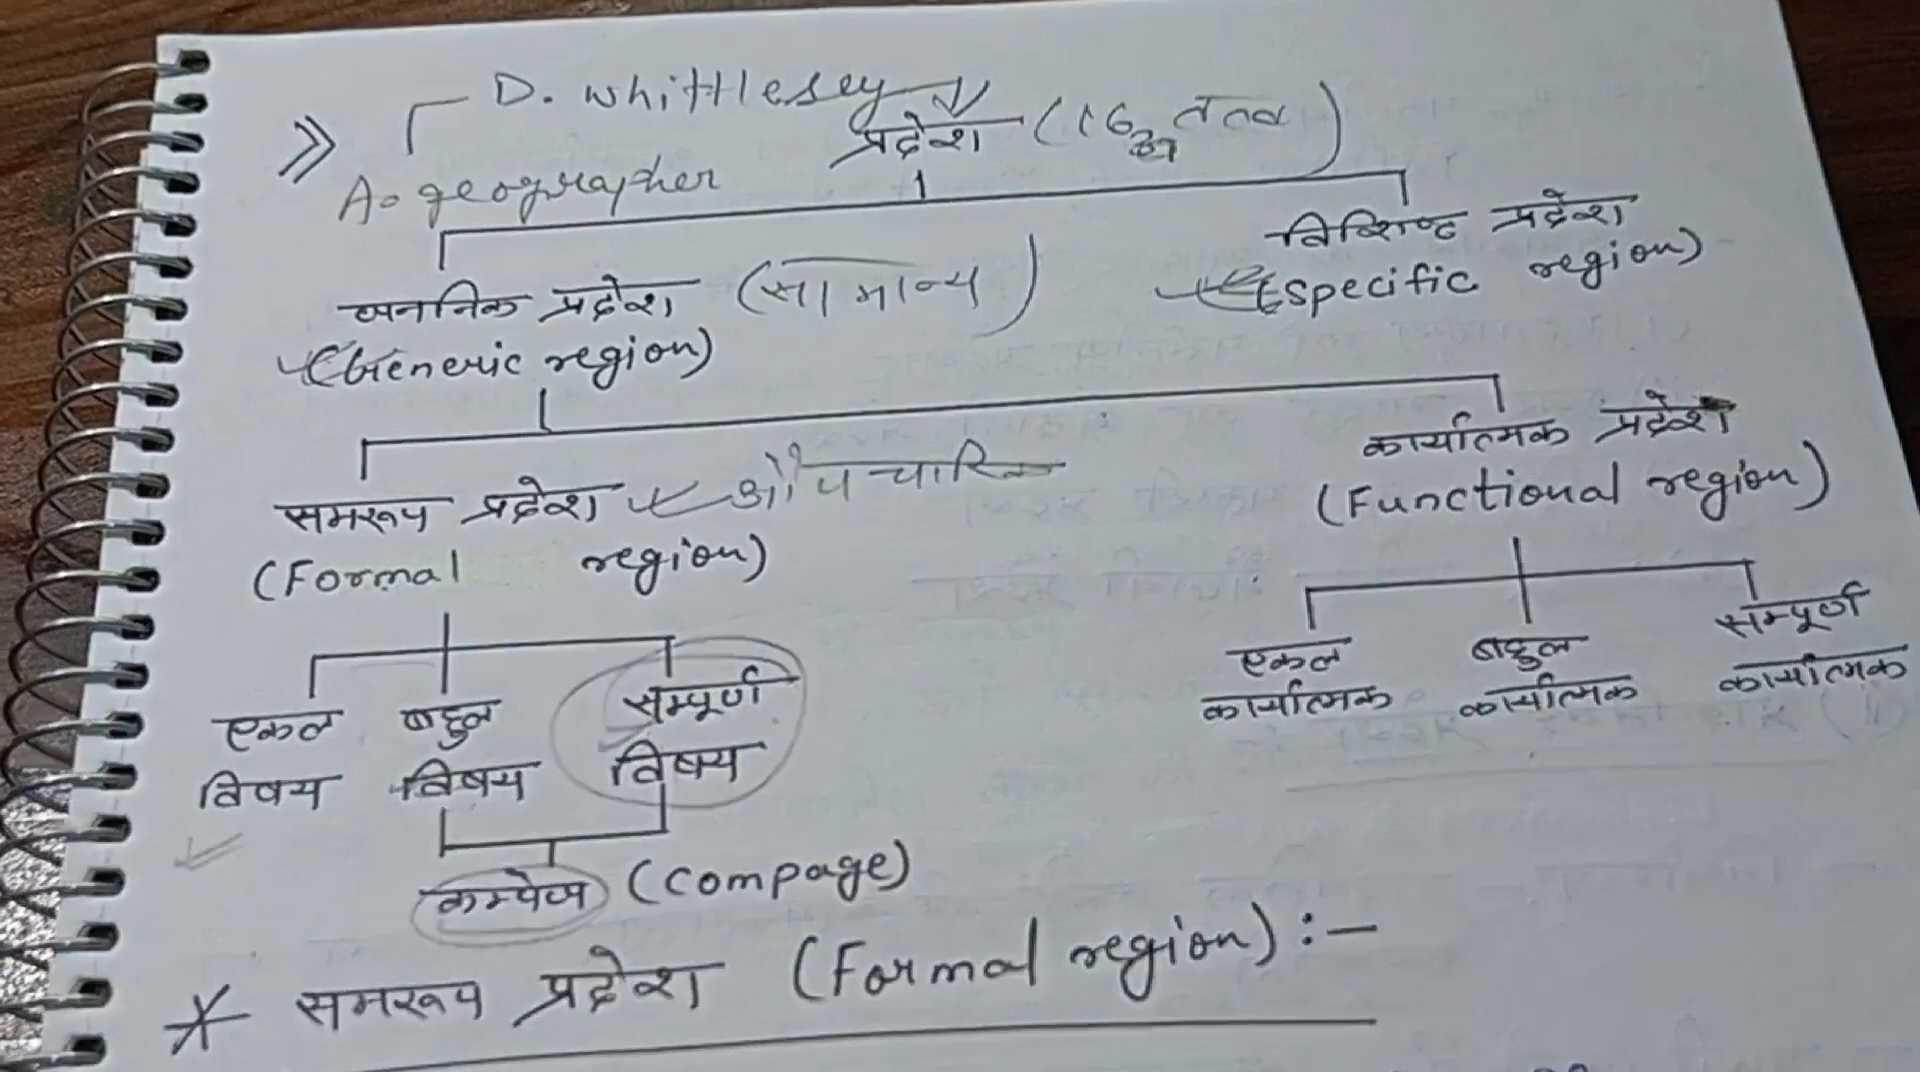 D. Whittlesey
A. geographer
प्रदेश (16 तत्व)
जननिक प्रदेश (सामान्य)
(Generic region)
विशिष्ट प्रदेश
(Specific region)
समरूप प्रदेश औपचारिक
(Formal region)
कार्यात्मक प्रदेश
(Functional region)
एकल
विषय
बहुल
विषय
सम्पूर्ण
विषय
एकल
कार्यात्मक
बहुल
कार्यात्मक
सम्पूर्ण
कार्यात्मक
कम्पेज (Compage)
* समरूप प्रदेश (Formal region) :-